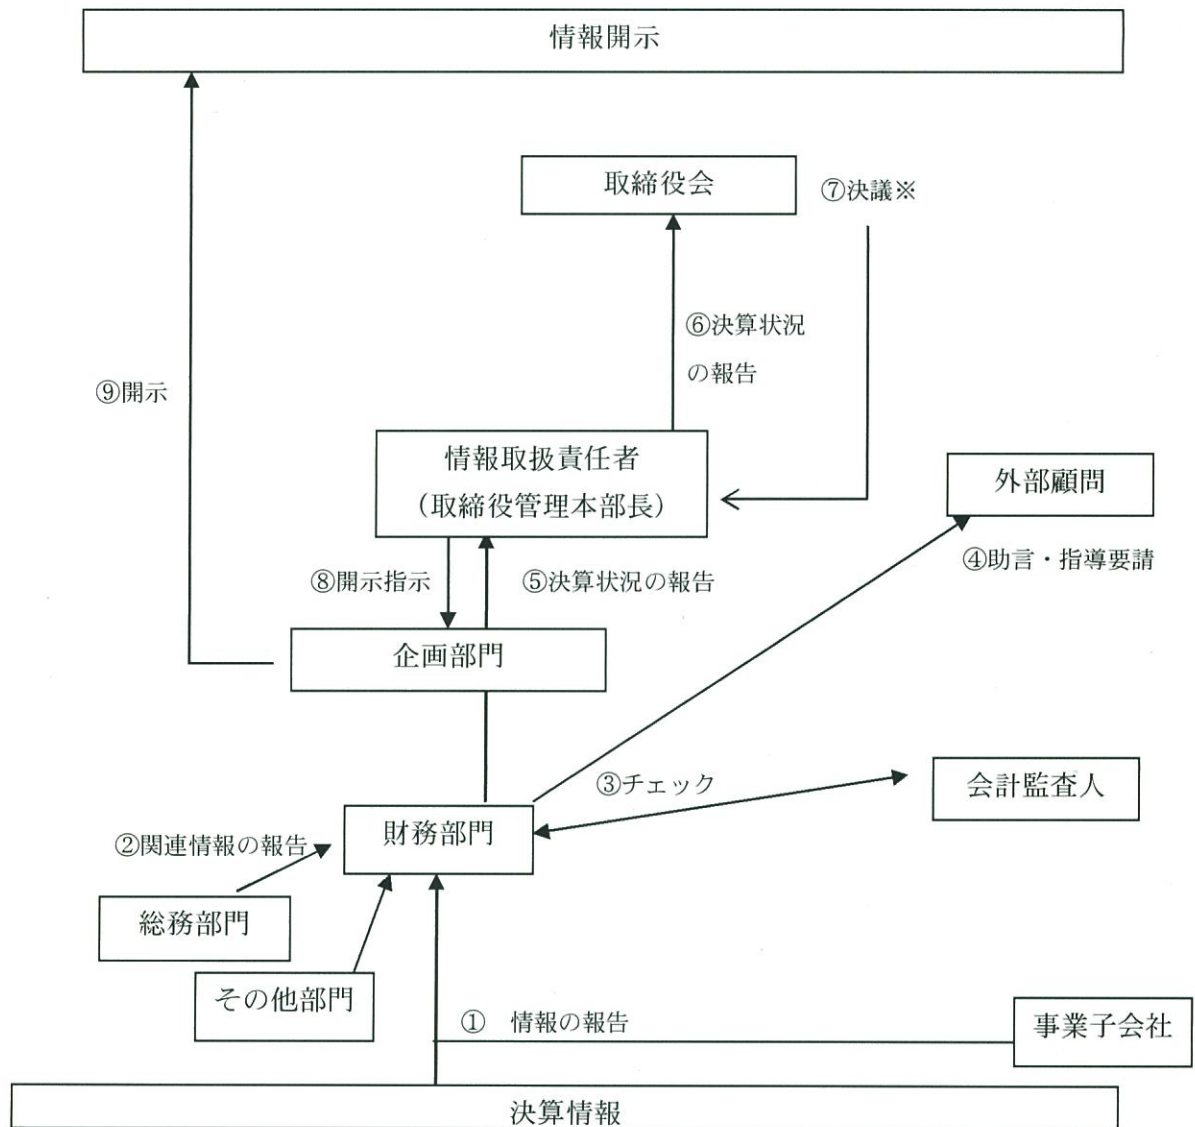 情報開示
取締役会
⑦決議※
⑥決算状況
の報告
⑨開示
情報取扱責任者
(取締役管理本部長)
外部顧問
④助言・指導要請
⑧開示指示
⑤決算状況の報告
企画部門
③チェック
会計監査人
財務部門
②関連情報の報告
総務部門
その他部門
① 情報の報告
事業子会社
決算情報